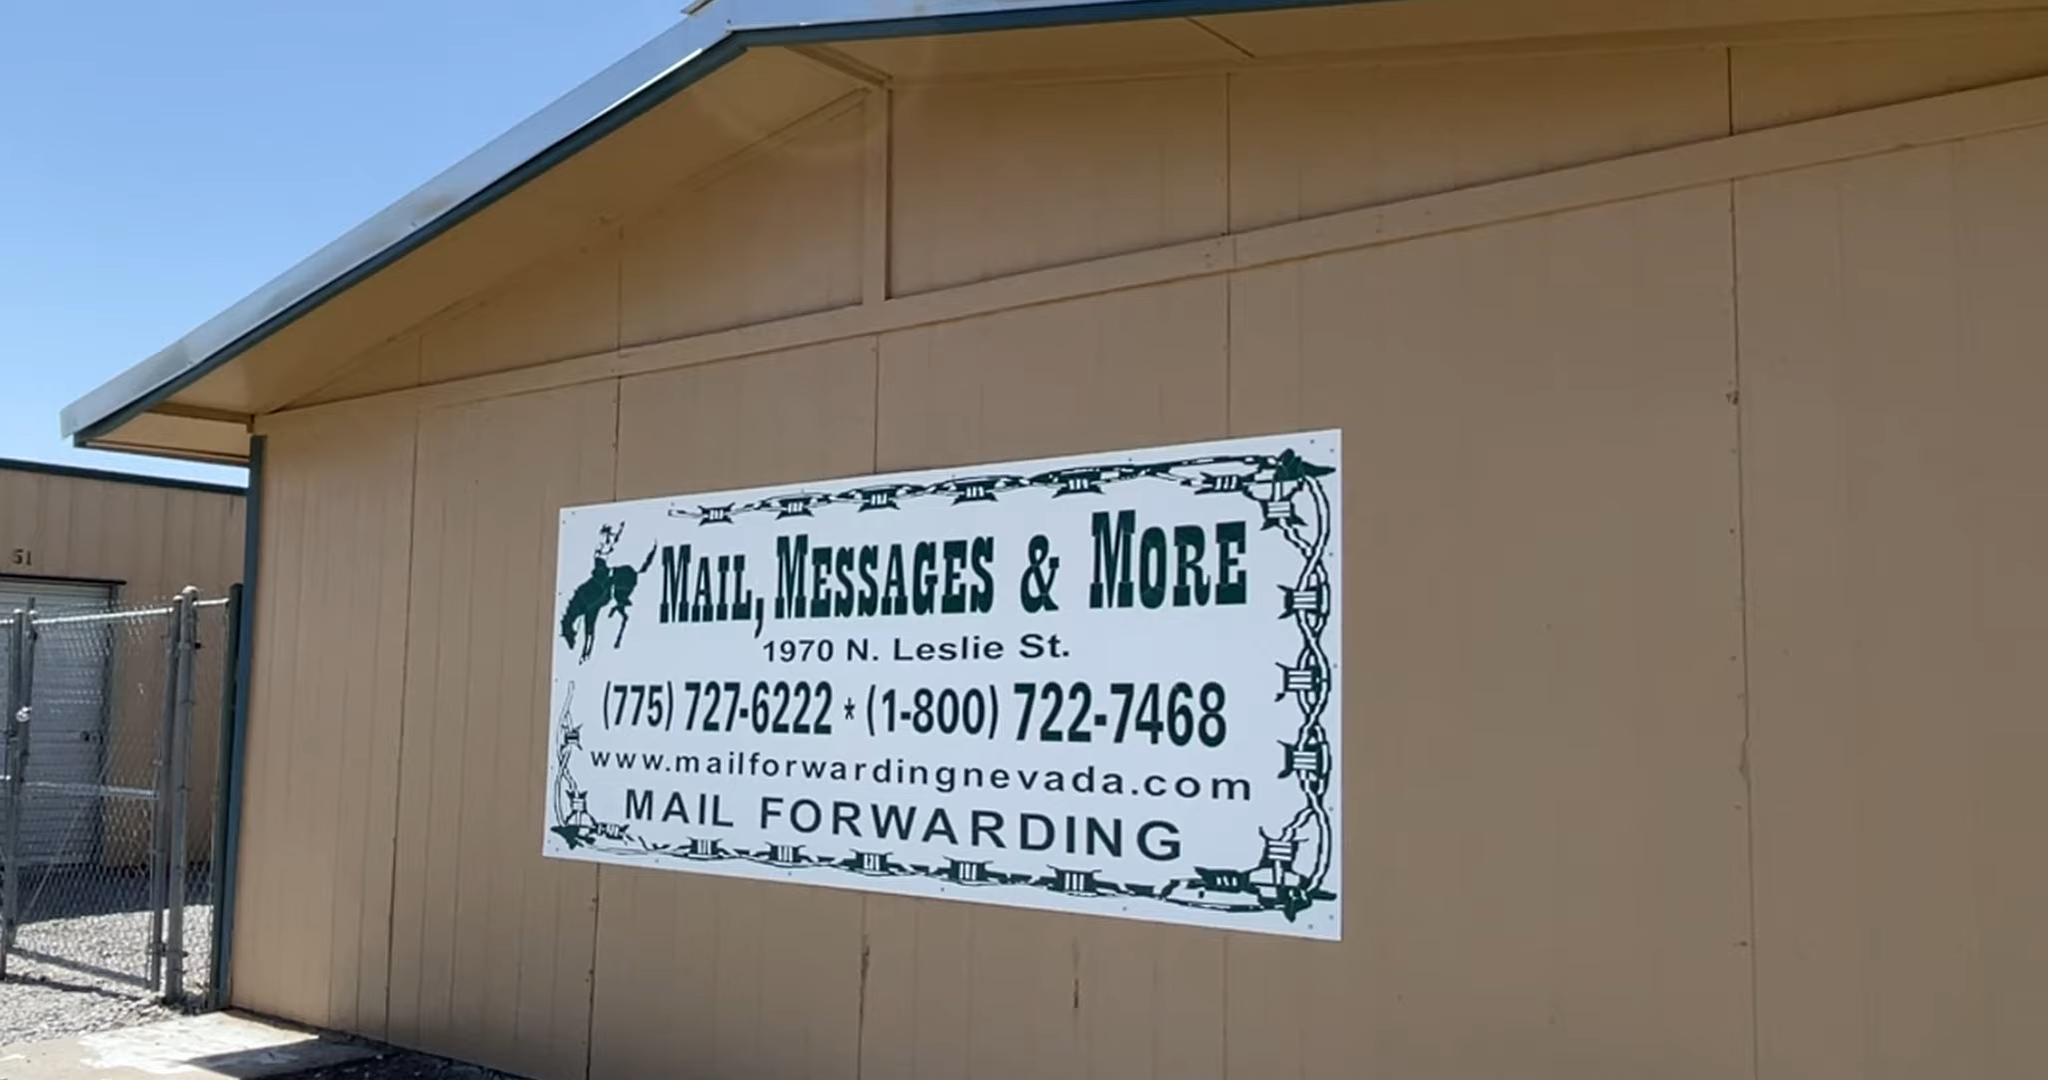 51
MAIL, MESSAGES & MORE
1970 N. Leslie St.
(775) 727-6222 * (1-800) 722-7468
www.mailforwardingnevada.com
MAIL FORWARDING